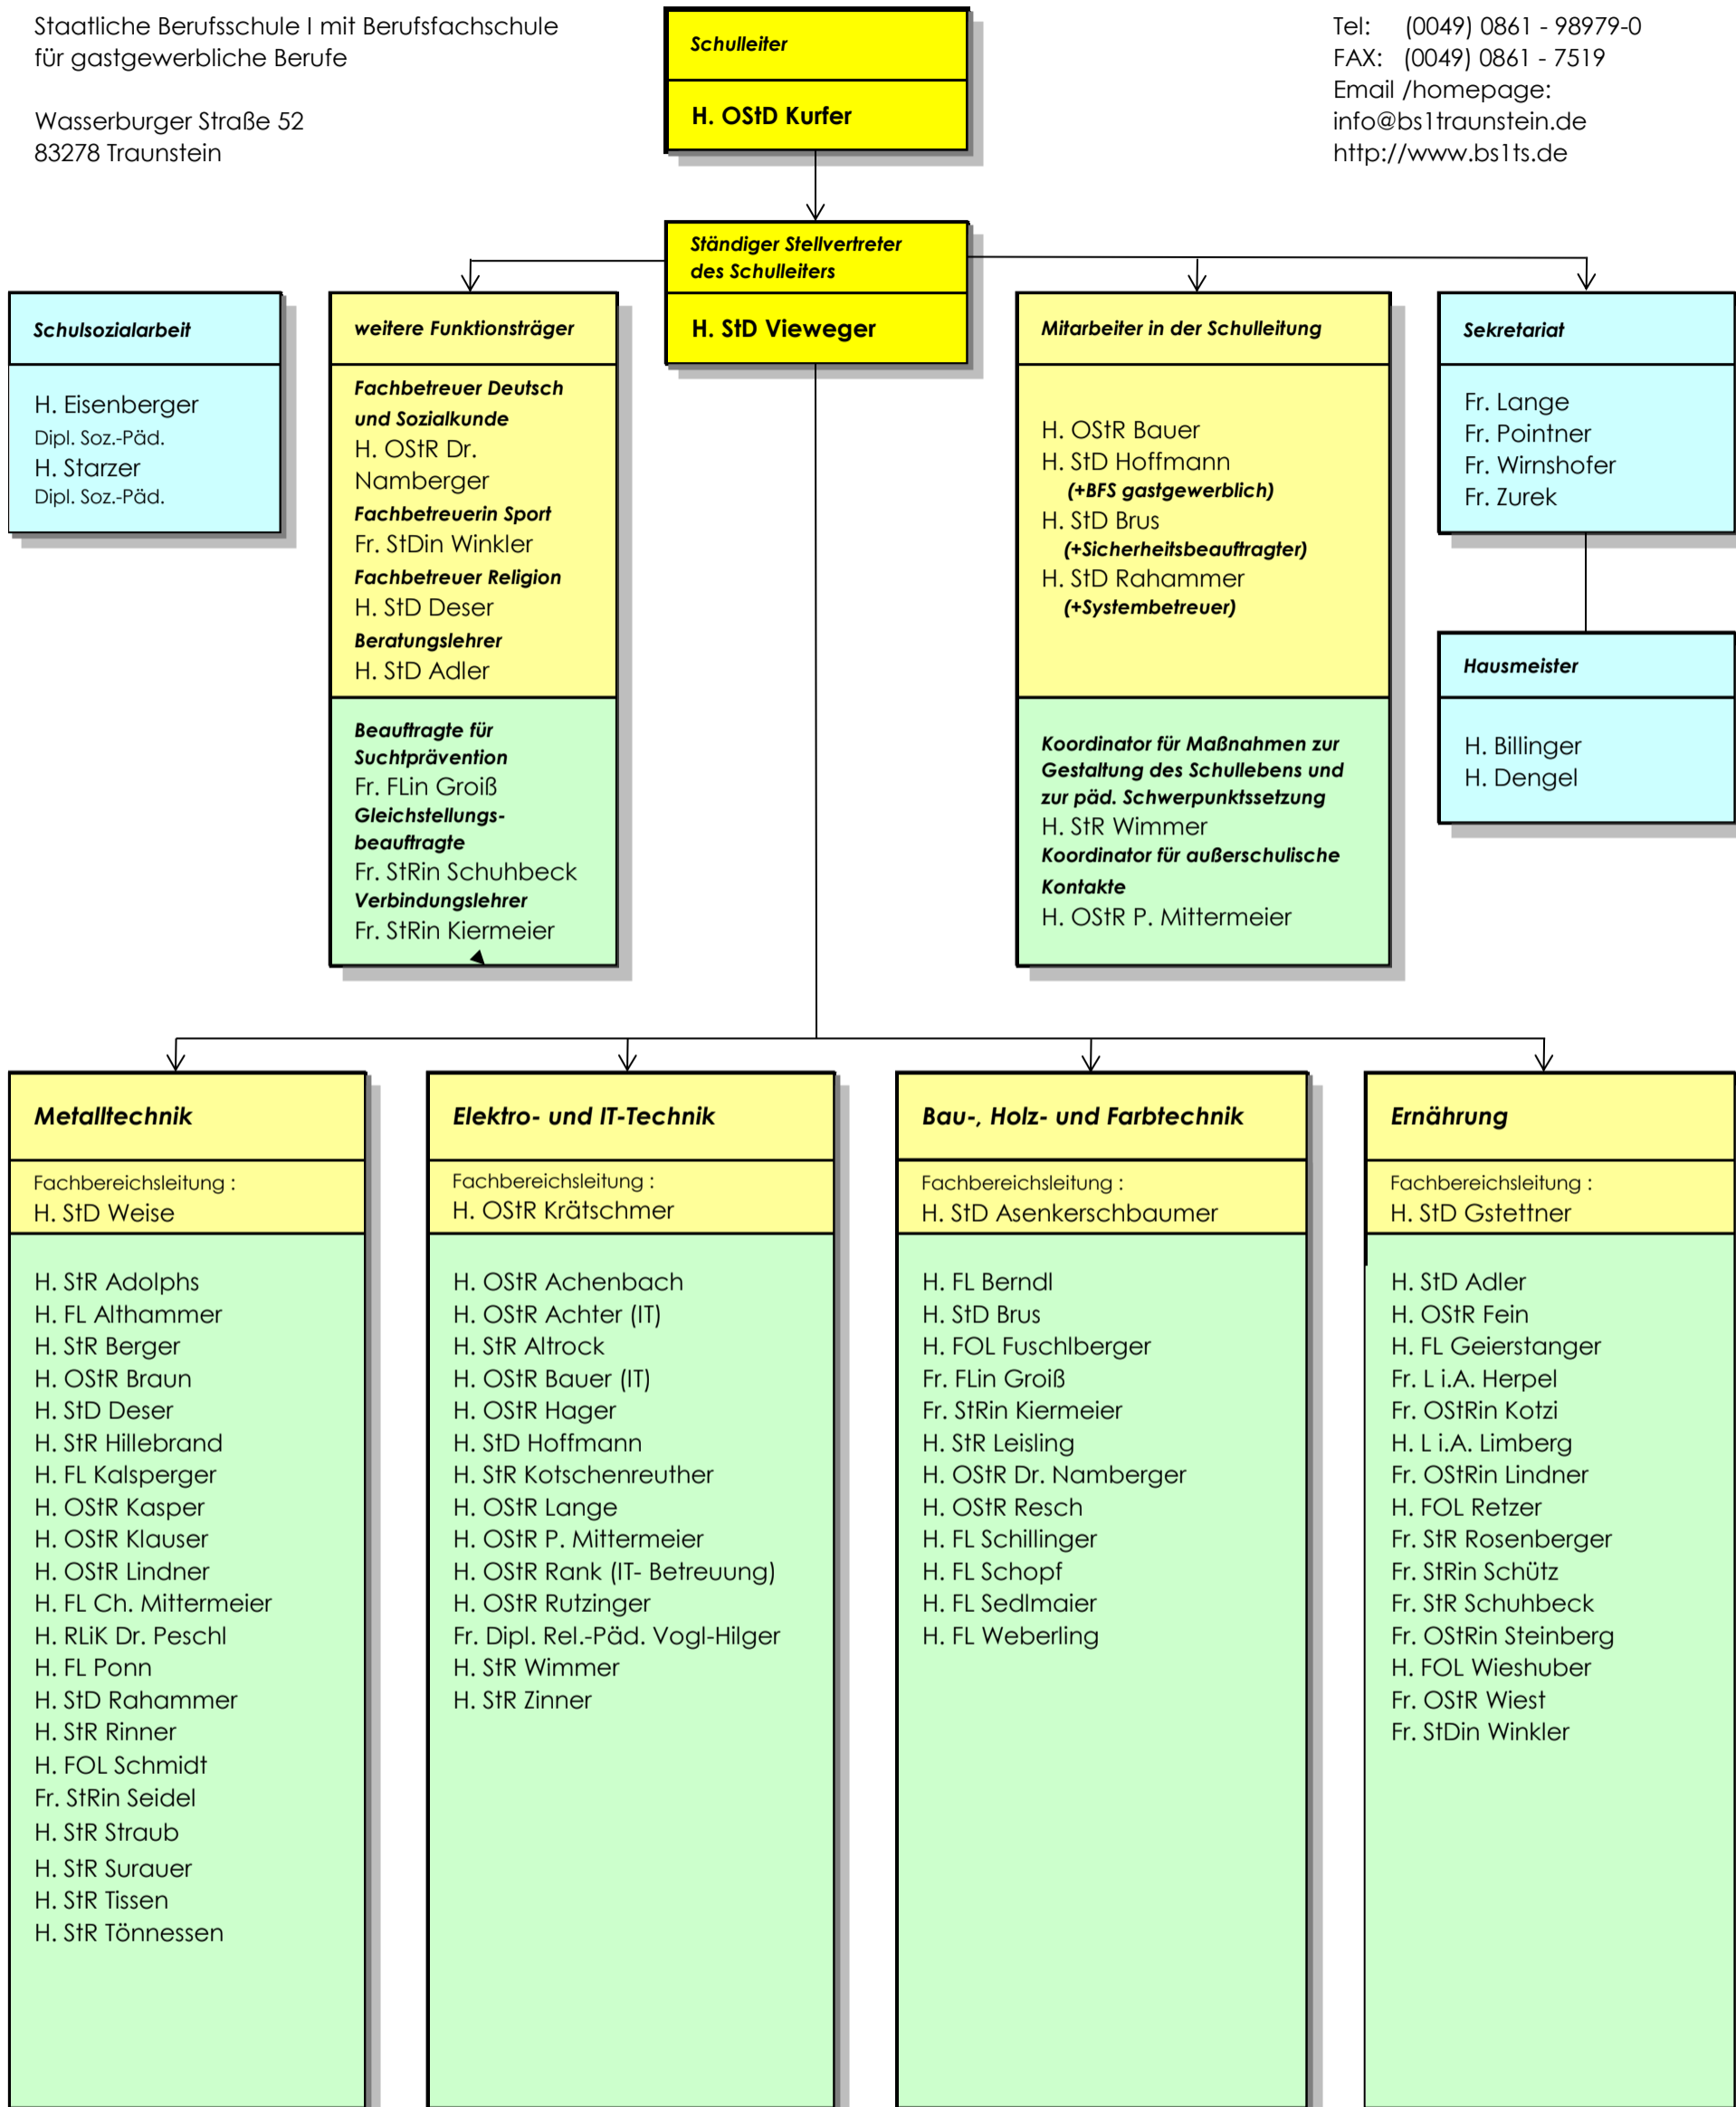 Staatliche Berufsschule I mit Berufsfachschule
für gastgewerbliche Berufe
Wasserburger Straße 52
83278 Traunstein
Schulleiter
H. OStD Kurfer
Tel: (0049) 0861 - 98979-0
FAX: (0049) 0861 - 7519
Email /homepage:
info@bs1traunstein.de
http://www.bs1ts.de
Ständiger Stellvertreter
des Schulleiters
H. StD Vieweger
Schulsozialarbeit
H. Eisenberger
Dipl. Soz.-Päd.
H. Starzer
Dipl. Soz.-Päd.
weitere Funktionsträger
Fachbetreuer Deutsch
und Sozialkunde
H. OStR Dr.
Namberger
Fachbetreuerin Sport
Fr. StDin Winkler
Fachbetreuer Religion
H. StD Deser
Beratungslehrer
H. StD Adler
Beauftragte für
Suchtprävention
Fr. FLin Groiß
Gleichstellungs-
beauftragte
Fr. StRin Schuhbeck
Verbindungslehrer
Fr. StRin Kiermeier
Mitarbeiter in der Schulleitung
H. OStR Bauer
H. StD Hoffmann
(+BFS gastgewerblich)
H. StD Brus
(+Sicherheitsbeauftragter)
H. StD Rahammer
(+Systembetreuer)
Koordinator für Maßnahmen zur
Gestaltung des Schullebens und
zur päd. Schwerpunktssetzung
H. StR Wimmer
Koordinator für außerschulische
Kontakte
H. OStR P. Mittermeier
Sekretariat
Fr. Lange
Fr. Pointner
Fr. Wirnshofer
Fr. Zurek
Hausmeister
H. Billinger
H. Dengel
Metalltechnik
Fachbereichsleitung :
H. StD Weise
H. StR Adolphs
H. FL Althammer
H. StR Berger
H. OStR Braun
H. StD Deser
H. StR Hillebrand
H. FL Kalsperger
H. OStR Kasper
H. OStR Klauser
H. OStR Lindner
H. FL Ch. Mittermeier
H. RLiK Dr. Peschl
H. FL Ponn
H. StD Rahammer
H. StR Rinner
H. FOL Schmidt
Fr. StRin Seidel
H. StR Straub
H. StR Surauer
H. StR Tissen
H. StR Tönnessen
Elektro- und IT-Technik
Fachbereichsleitung :
H. OStR Krätschmer
H. OStR Achenbach
H. OStR Achter (IT)
H. StR Altrock
H. OStR Bauer (IT)
H. OStR Hager
H. StD Hoffmann
H. StR Kotschenreuther
H. OStR Lange
H. OStR P. Mittermeier
H. OStR Rank (IT- Betreuung)
H. OStR Rutzinger
Fr. Dipl. Rel.-Päd. Vogl-Hilger
H. StR Wimmer
H. StR Zinner
Bau-, Holz- und Farbtechnik
Fachbereichsleitung :
H. StD Asenkerschbaumer
H. FL Berndl
H. StD Brus
H. FOL Fuschlberger
Fr. FLin Groiß
Fr. StRin Kiermeier
H. StR Leisling
H. OStR Dr. Namberger
H. OStR Resch
H. FL Schillinger
H. FL Schopf
H. FL Sedlmaier
H. FL Weberling
Ernährung
Fachbereichsleitung :
H. StD Gstettner
H. StD Adler
H. OStR Fein
H. FL Geierstanger
Fr. L i.A. Herpel
Fr. OStRin Kotzi
H. L i.A. Limberg
Fr. OStRin Lindner
H. FOL Retzer
Fr. StR Rosenberger
Fr. StRin Schütz
Fr. StR Schuhbeck
Fr. OStRin Steinberg
H. FOL Wieshuber
Fr. OStR Wiest
Fr. StDin Winkler